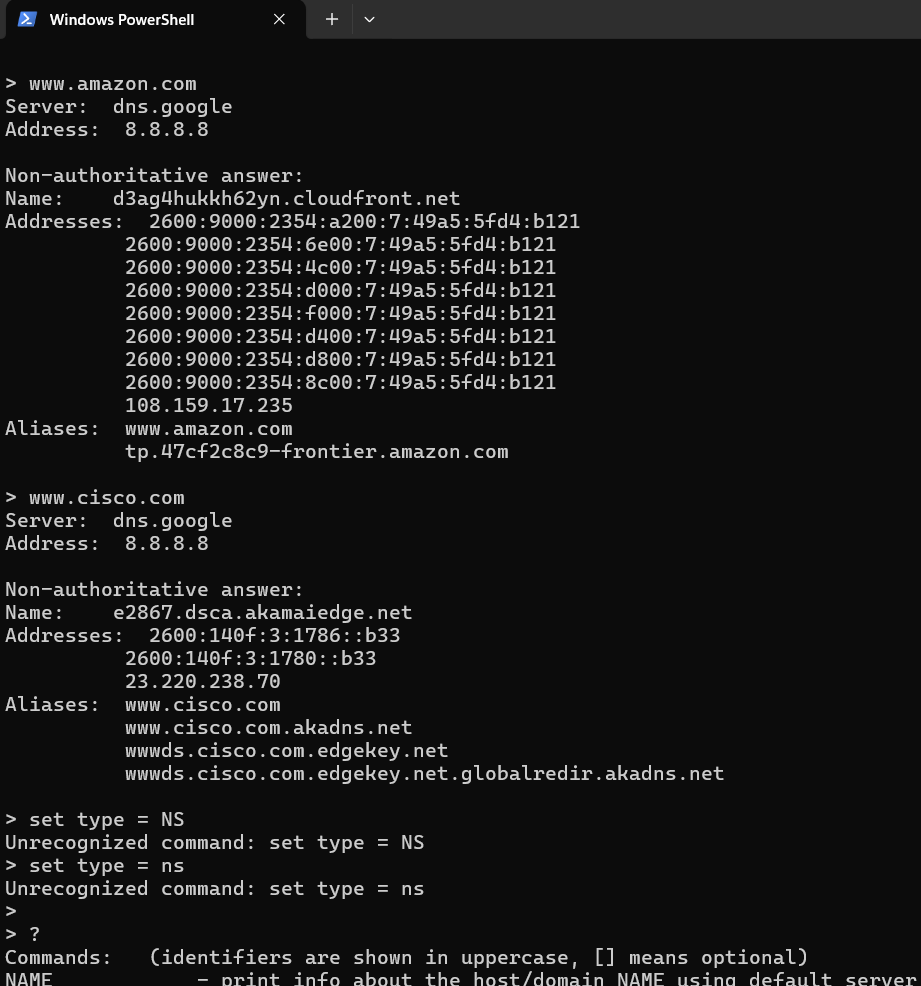 Windows PowerShell
> www.amazon.com
Server:  dns.google
Address:  8.8.8.8
Non-authoritative answer:
Name:    d3ag4hukkh62yn.cloudfront.net
Addresses:  2600:9000:2354:a200:7:49a5:5fd4:b121
2600:9000:2354:6e00:7:49a5:5fd4:b121
2600:9000:2354:4c00:7:49a5:5fd4:b121
2600:9000:2354:d000:7:49a5:5fd4:b121
2600:9000:2354:f000:7:49a5:5fd4:b121
2600:9000:2354:d400:7:49a5:5fd4:b121
2600:9000:2354:d800:7:49a5:5fd4:b121
2600:9000:2354:8c00:7:49a5:5fd4:b121
108.159.17.235
Aliases:  www.amazon.com
tp.47cf2c8c9-frontier.amazon.com
> www.cisco.com
Server:  dns.google
Address:  8.8.8.8
Non-authoritative answer:
Name:    e2867.dsca.akamaiedge.net
Addresses:  2600:140f:3:1786::b33
2600:140f:3:1780::b33
23.220.238.70
Aliases:  www.cisco.com
www.cisco.com.akadns.net
wwwds.cisco.com.edgekey.net
wwwds.cisco.com.edgekey.net.globalredir.akadns.net
> set type = NS
Unrecognized command: set type = NS
> set type = ns
Unrecognized command: set type = ns
>
> ?
Commands:   (identifiers are shown in uppercase, [] means optional)
NAME            - print info about the host/domain NAME using default server